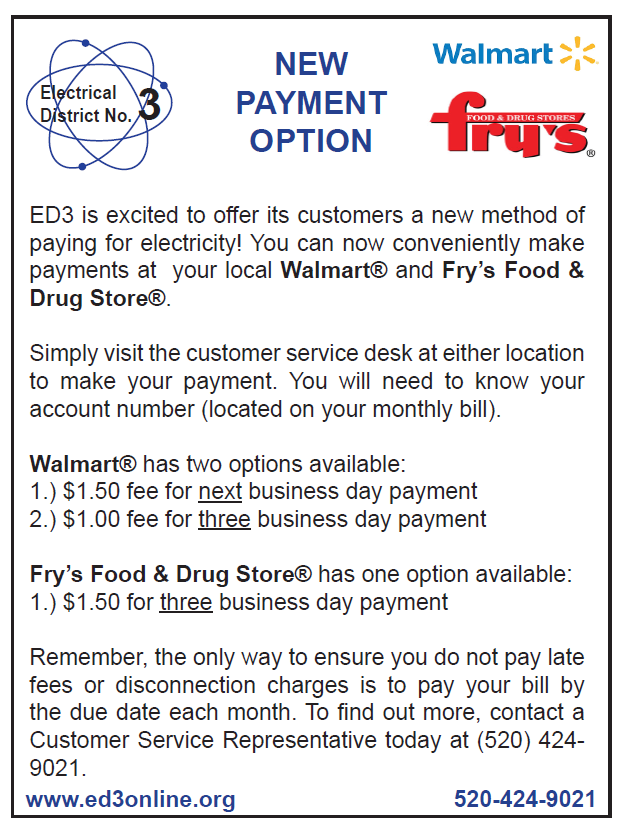 Electrical
District No. 3
NEW
PAYMENT
OPTION
Walmart
FOOD & DRUG STORES
fry's®
ED3 is excited to offer its customers a new method of
paying for electricity! You can now conveniently make
payments at your local Walmart® and Fry's Food &
Drug Store®.
Simply visit the customer service desk at either location
to make your payment. You will need to know your
account number (located on your monthly bill).
Walmart® has two options available:
1.) $1.50 fee for next business day payment
2.) $1.00 fee for three business day payment
Fry's Food & Drug Store® has one option available:
1.) $1.50 for three business day payment
Remember, the only way to ensure you do not pay late
fees or disconnection charges is to pay your bill by
the due date each month. To find out more, contact a
Customer Service Representative today at (520) 424-
9021.
www.ed3online.org 520-424-9021